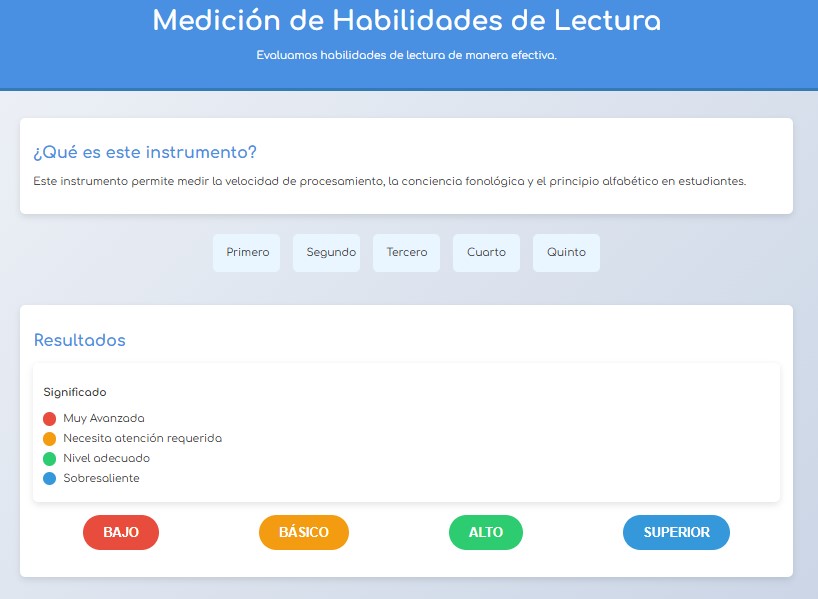 Medición de Habilidades de Lectura
Evaluamos habilidades de lectura de manera efectiva.
¿Qué es este instrumento?
Este instrumento permite medir la velocidad de procesamiento, la conciencia fonológica y el principio alfabético en estudiantes.
Primero Segundo Tercero Cuarto Quinto
Resultados
Significado
Muy Avanzada
Necesita atención requerida
Nivel adecuado
Sobresaliente
BAJO BÁSICO ALTO SUPERIOR